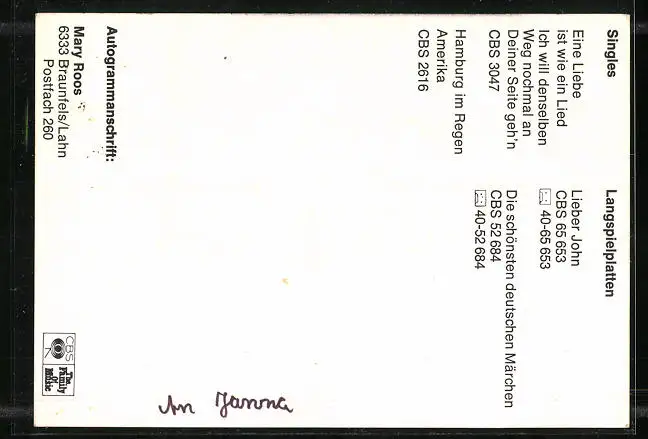 Singles
Eine Liebe
ist wie ein Lied
Ich will denselben
Weg nochmal an
Deiner Seite geh'n
CBS 3047
Hamburg im Regen
Amerika
CBS 2616
Langspielplatten
Lieber John
CBS 65 653
40-65 653
Die schönsten deutschen Märchen
CBS 52 684
40-52 684
Autogrammanschrift:
Mary Roos
6333 Braunfels/Lahn
Postfach 260
CBS
The
Family
Of
Music
An Janna